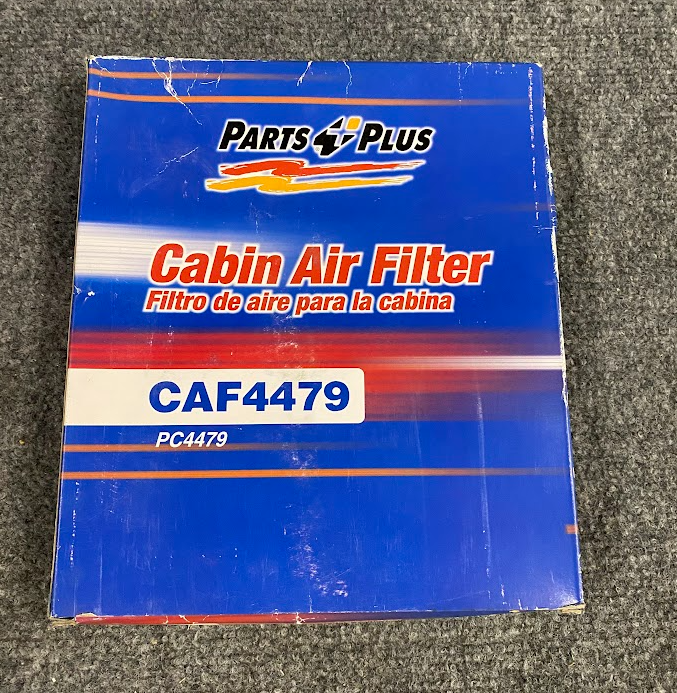 PARTS PLUS
Cabin Air Filter
Filtro de aire para la cabina
CAF4479
PC4479